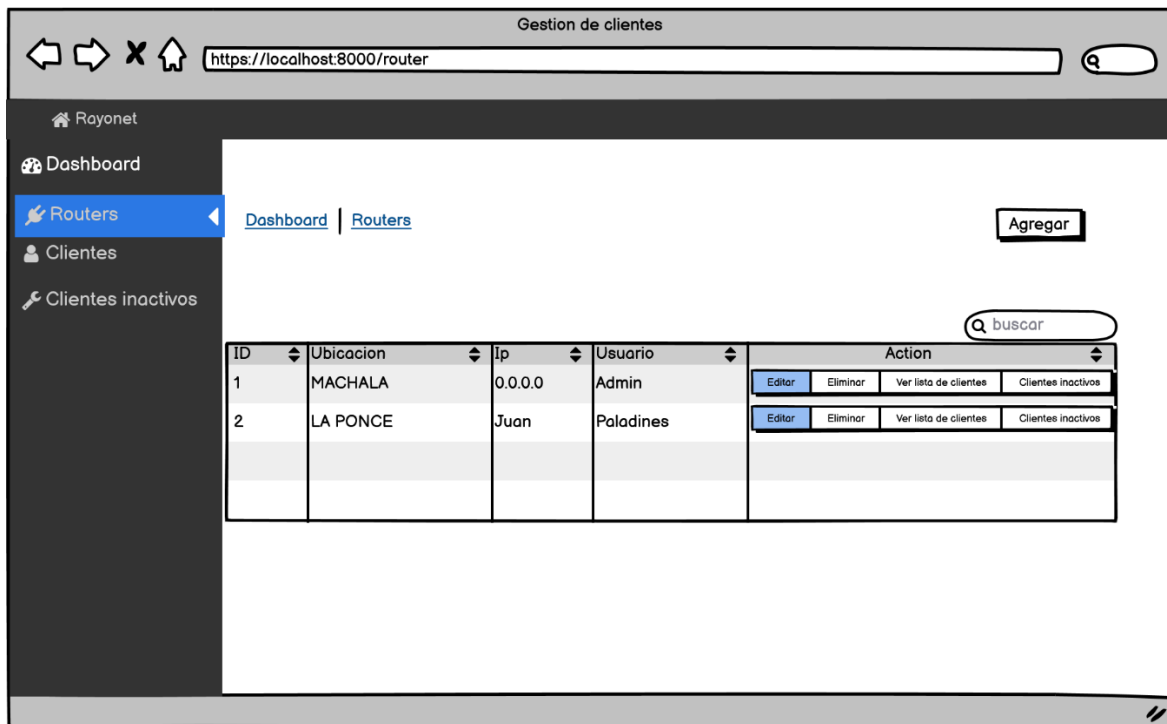 Gestion de clientes
https://localhost:8000/router
Rayonet
Dashboard
Routers
Clientes
Clientes inactivos
Dashboard Routers
Agregar
buscar
ID Ubicacion Ip Usuario Action
1 MACHALA 0.0.0.0 Admin Editar Eliminar Ver lista de clientes Clientes inactivos
2 LA PONCE Juan Paladines Editar Eliminar Ver lista de clientes Clientes inactivos